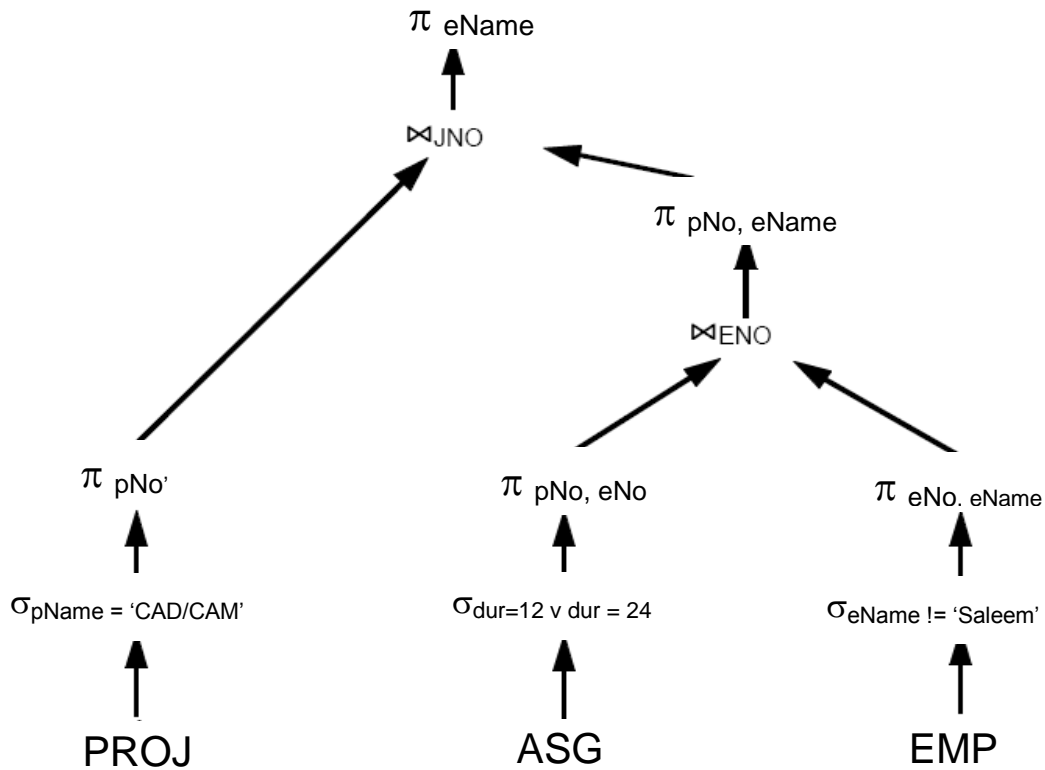 π eName
⋈JNO
π pNo, eName
⋈ENO
π pNo’
π pNo, eNo
π eNo. eName
σpName = ‘CAD/CAM’
σdur=12 v dur = 24
σeName != ‘Saleem’
PROJ
ASG
EMP